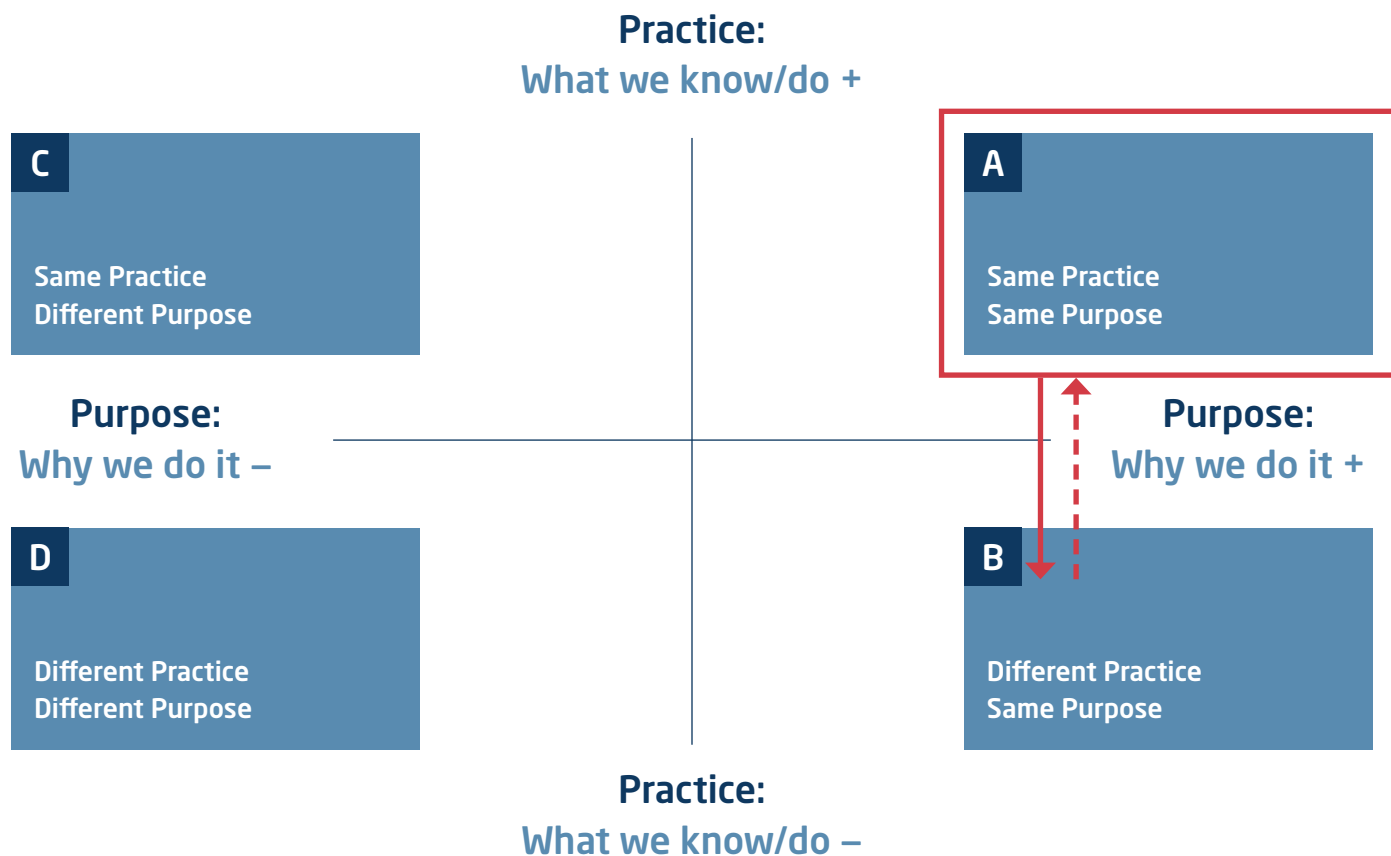 Practice:
What we know/do +
C
Same Practice
Different Purpose
A
Same Practice
Same Purpose
Purpose:
Why we do it –
Purpose:
Why we do it +
D
Different Practice
Different Purpose
B
Different Practice
Same Purpose
Practice:
What we know/do –